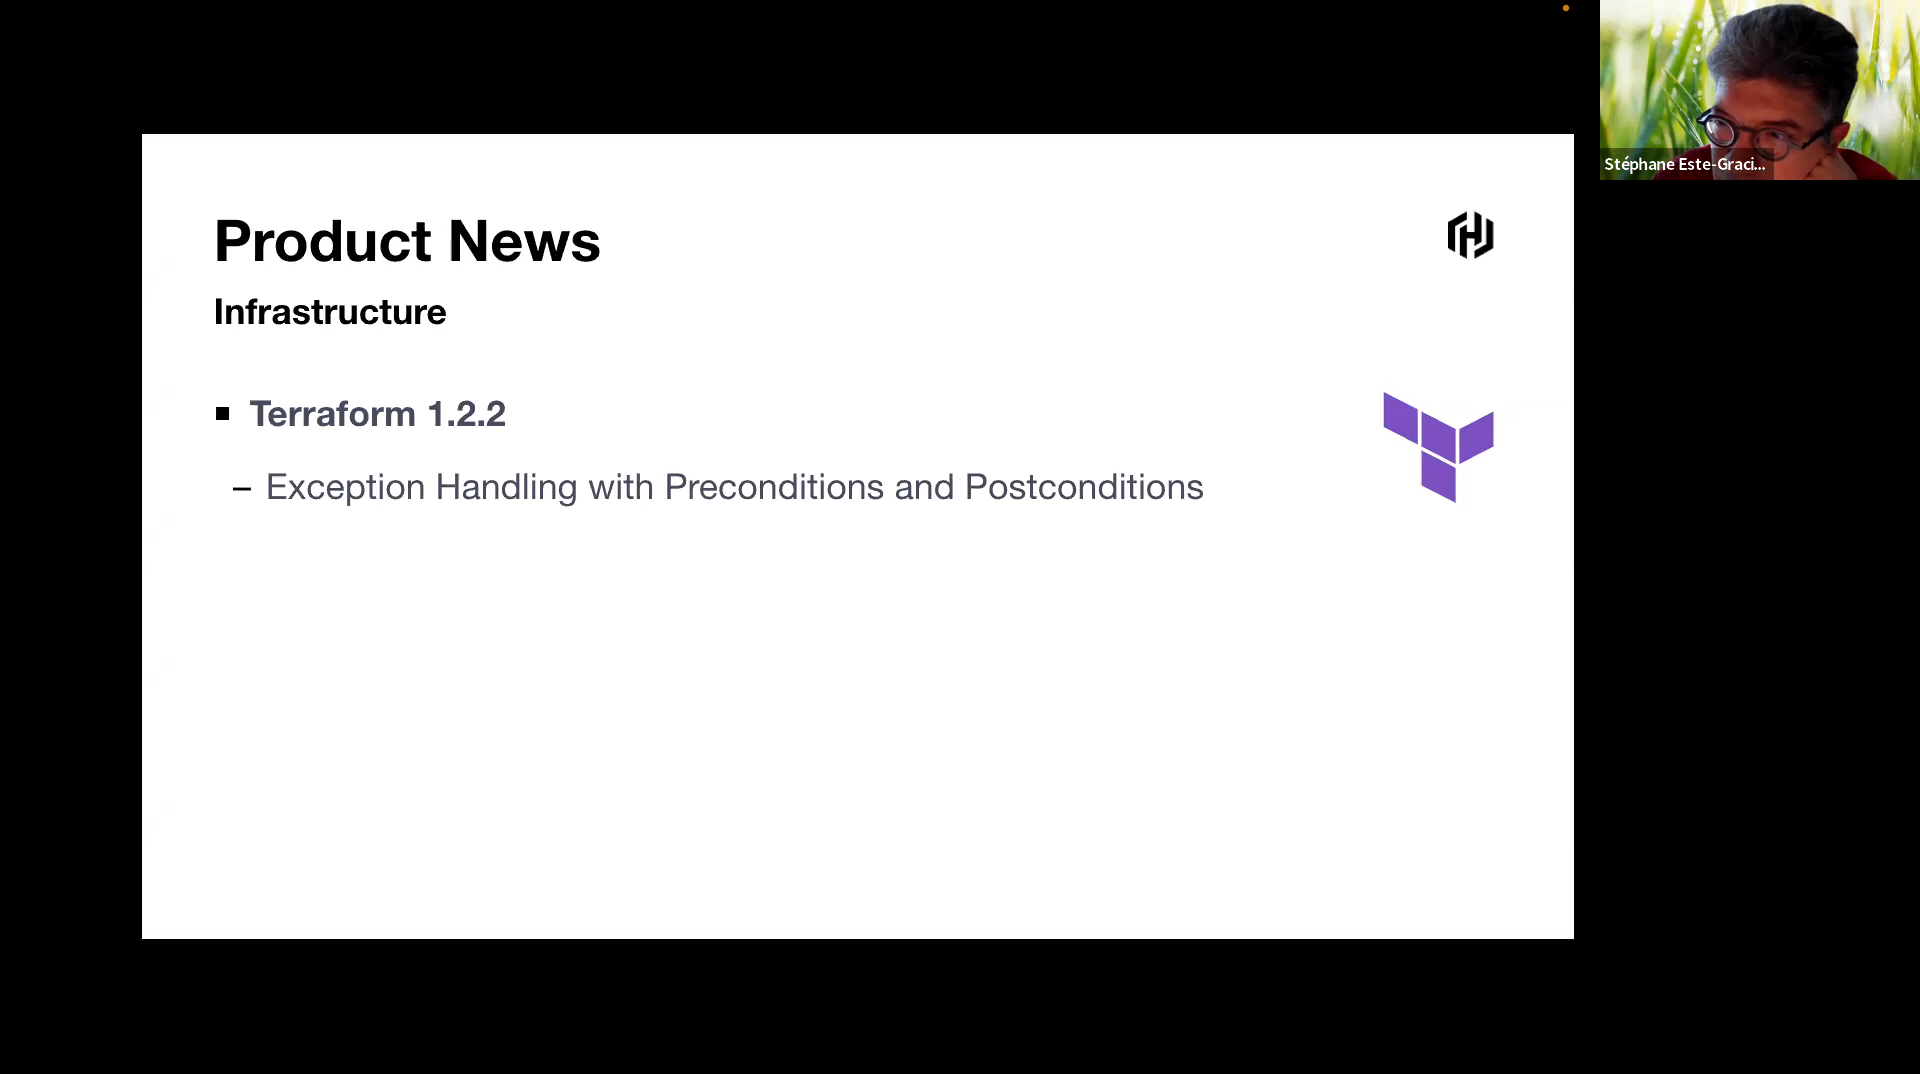 Stéphane Este-Graci...
Product News
Infrastructure
▪ Terraform 1.2.2
– Exception Handling with Preconditions and Postconditions